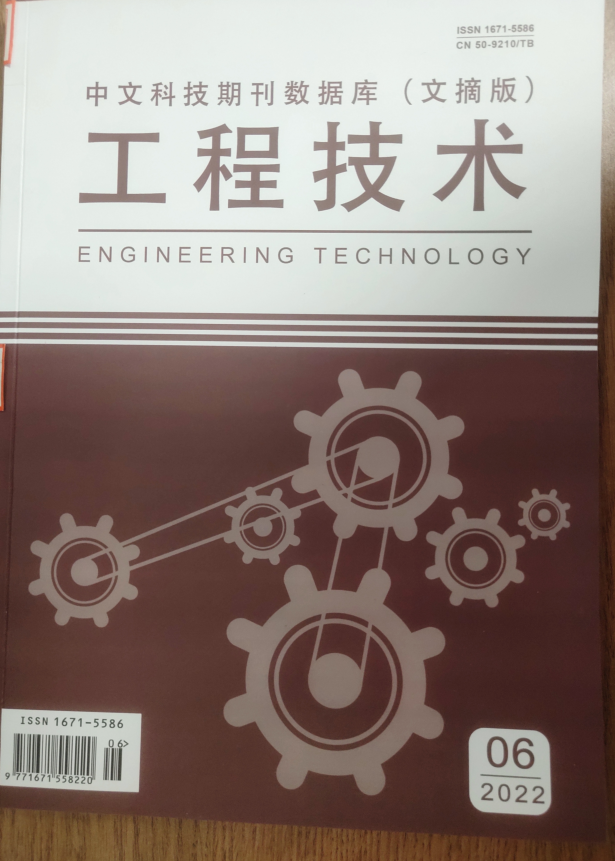 ISSN 1671-5586
CN 50-9210/TB
中文科技期刊数据库（文摘版）
工程技术
ENGINEERING TECHNOLOGY
ISSN 1671-5586
06>
9 771671 558220
06
2022